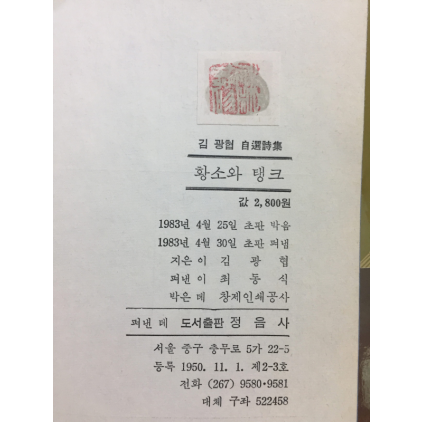 김 광협 自選詩集
황소와 탱크
값 2,800원
1983년 4월 25일 초판 박음
1983년 4월 30일 초판 펴냄
지은 이 김 광 협
펴낸 이 최 동 식
박은 데 창제인쇄공사
펴낸 데 도서출판 정 음 사
서울 중구 충무로 5가 22-5
등록 1950. 11. 1. 제2-3호
전화 (267) 9580·9581
대체 구좌 522458